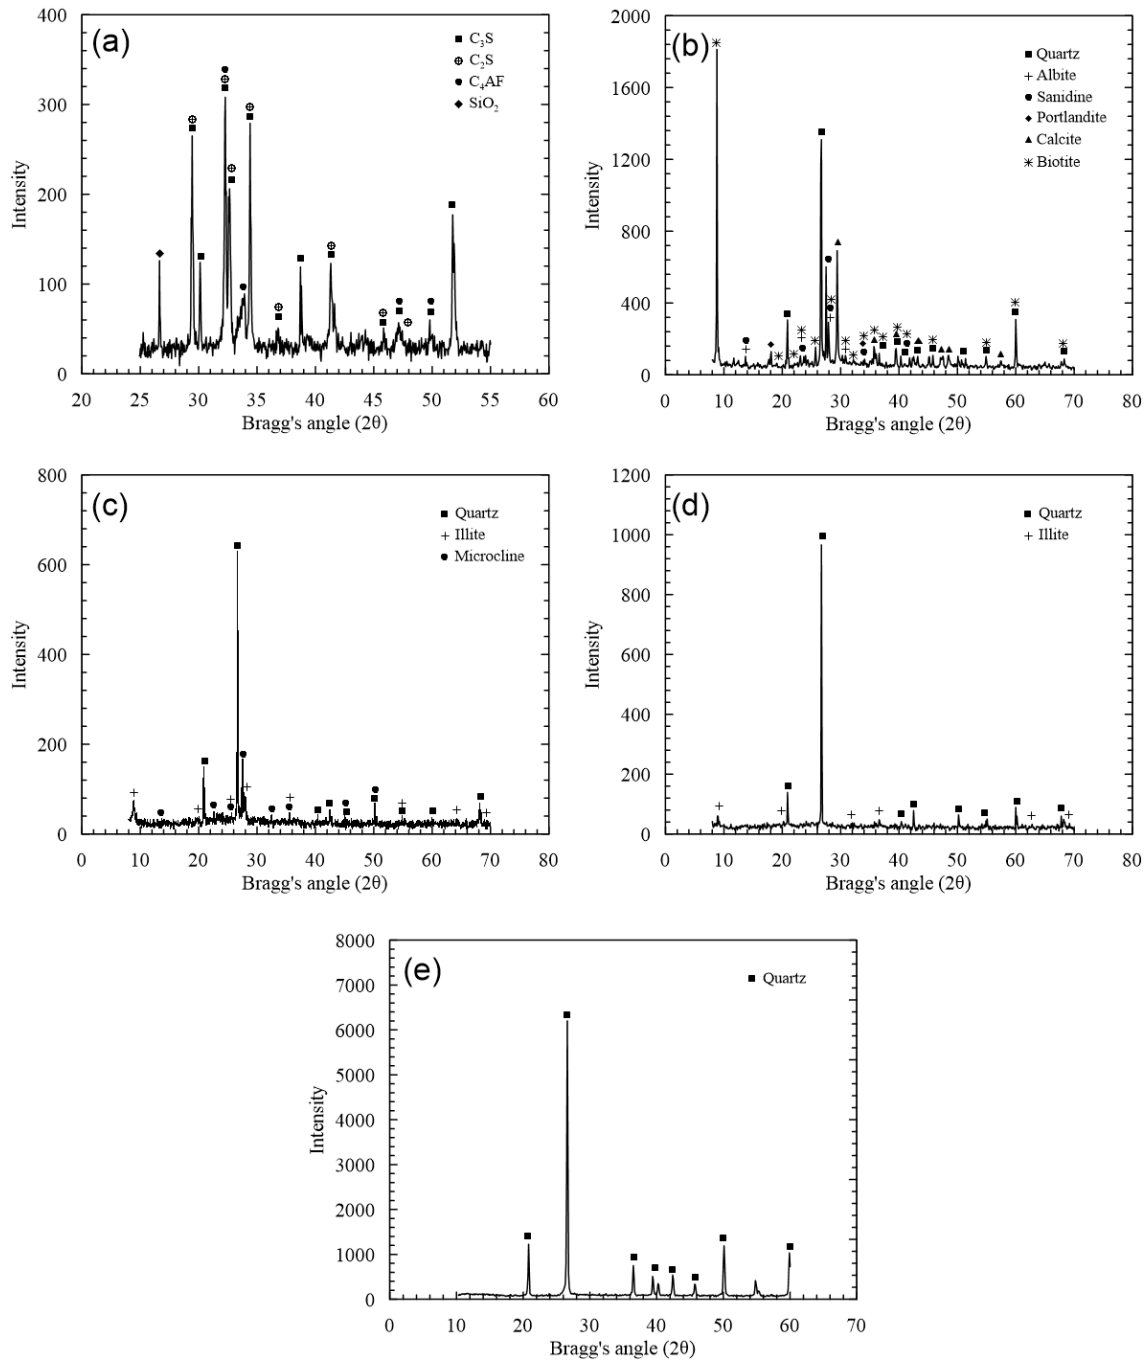 (a)
C₃S
C₂S
C₄AF
SiO₂
400
300
200
100
0
Intensity
20 25 30 35 40 45 50 55 60
Bragg's angle (2θ)
(b)
Quartz
Albite
Sanidine
Portlandite
Calcite
Biotite
2000
1600
1200
800
400
0
Intensity
0 10 20 30 40 50 60 70 80
Bragg's angle (2θ)
(c)
Quartz
Illite
Microcline
800
600
400
200
0
Intensity
0 10 20 30 40 50 60 70 80
Bragg's angle (2θ)
(d)
Quartz
Illite
1200
1000
800
600
400
200
0
Intensity
0 10 20 30 40 50 60 70 80
Bragg's angle (2θ)
(e)
Quartz
8000
7000
6000
5000
4000
3000
2000
1000
0
Intensity
0 10 20 30 40 50 60 70
Bragg's angle (2θ)